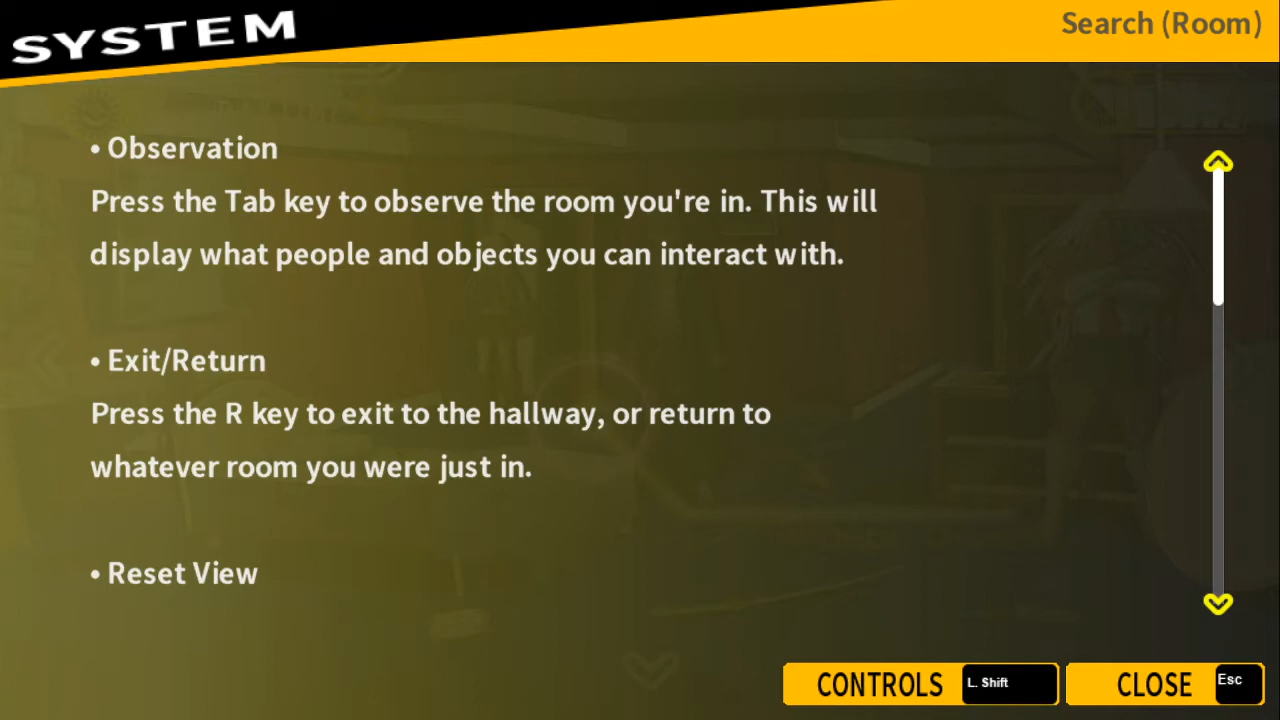 SYSTEM
Search (Room)
• Observation
Press the Tab key to observe the room you're in. This will
display what people and objects you can interact with.
• Exit/Return
Press the R key to exit to the hallway, or return to
whatever room you were just in.
• Reset View
CONTROLS L. Shift
CLOSE Esc